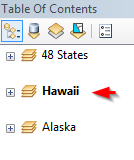 Table Of Contents
48 States
Hawaii
Alaska